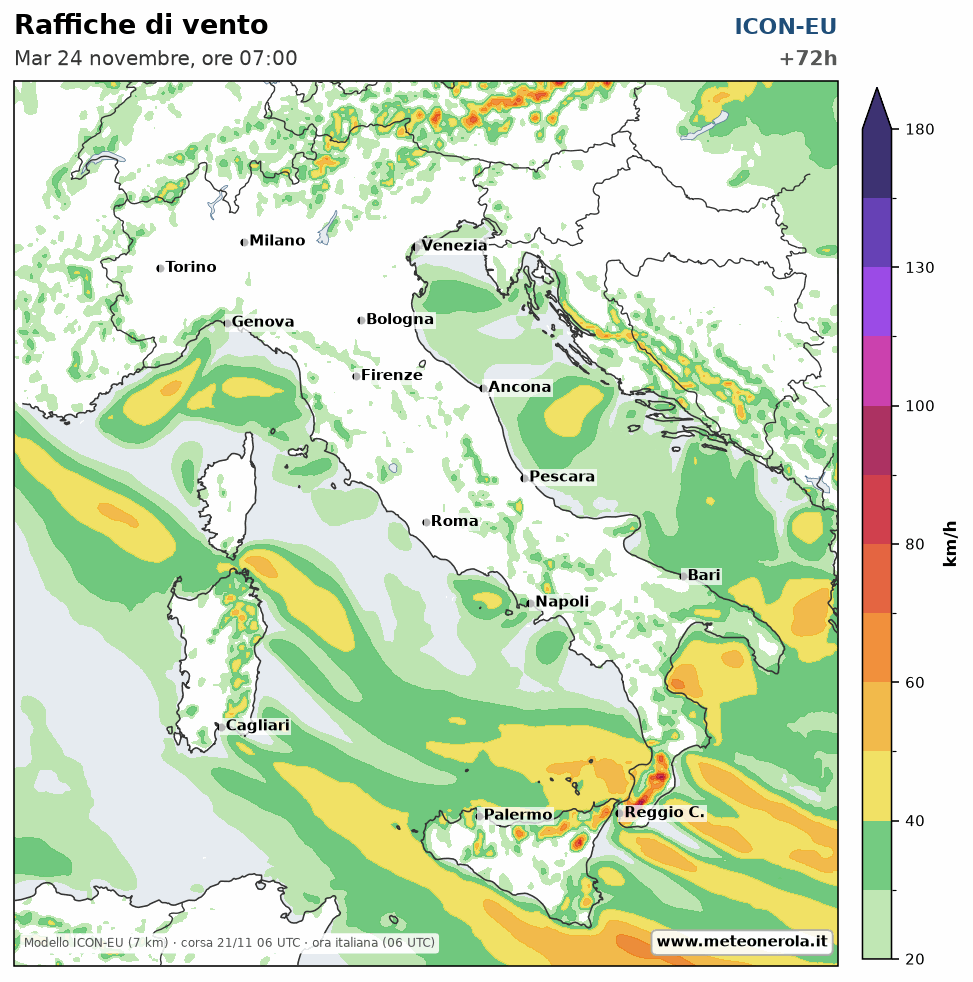 Raffiche di vento
ICON-EU
Mar 24 novembre, ore 07:00
+72h
180
130
100
80
60
40
20
km/h
Milano
Venezia
Torino
Genova
Bologna
Firenze
Ancona
Pescara
Roma
Bari
Napoli
Cagliari
Palermo
Reggio C.
Modello ICON-EU (7 km) · corsa 21/11 06 UTC · ora italiana (06 UTC)
www.meteonerola.it